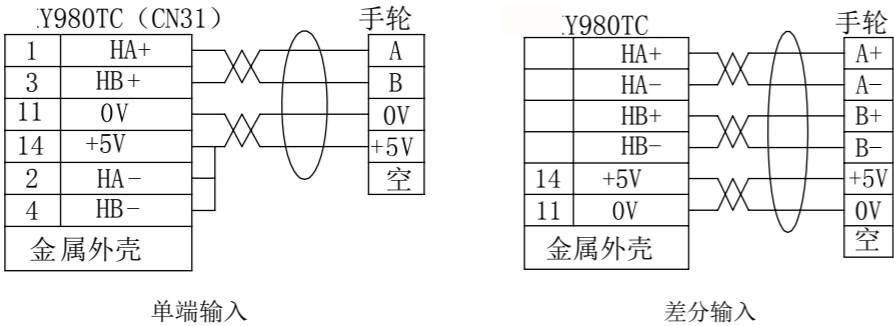 Y980TC（CN31） 手轮
1 HA+ A
3 HB+ B
11 0V 0V
14 +5V +5V
2 HA- 空
4 HB-
金属外壳
单端输入
Y980TC 手轮
HA+ A+
HA- A-
HB+ B+
HB- B-
14 +5V +5V
11 0V 0V
金属外壳 空
差分输入